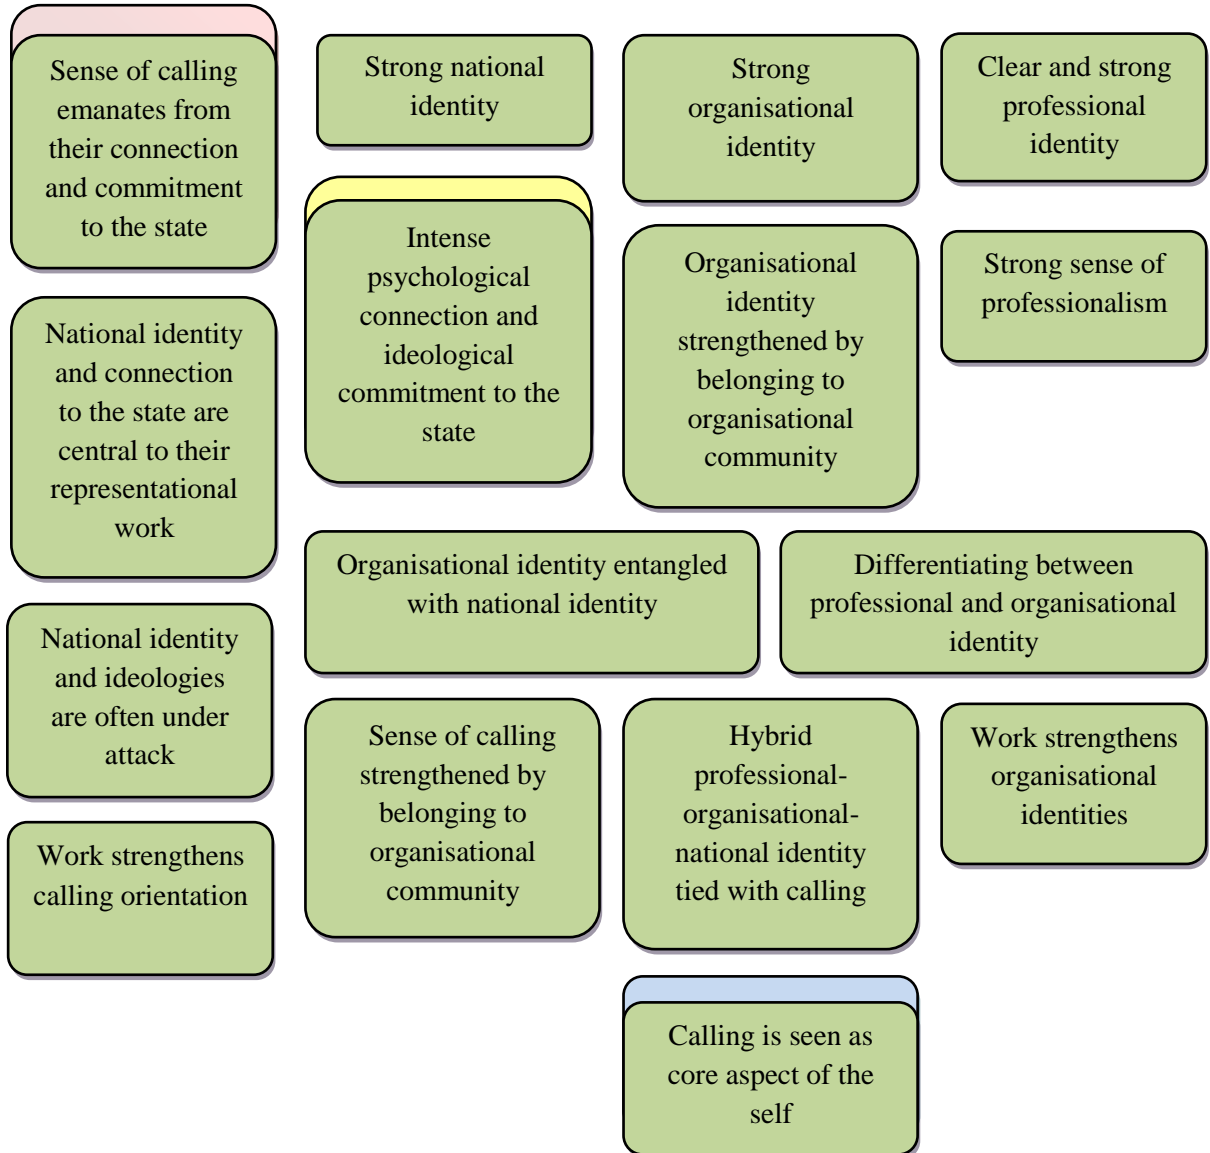 Sense of calling
emanates from
their connection
and commitment
to the state
Strong national
identity
Strong
organisational
identity
Clear and strong
professional
identity
Intense
psychological
connection and
ideological
commitment to the
state
Organisational
identity
strengthened by
belonging to
organisational
community
Strong sense of
professionalism
National identity
and connection
to the state are
central to their
representational
work
Organisational identity entangled
with national identity
Differentiating between
professional and organisational
identity
National identity
and ideologies
are often under
attack
Sense of calling
strengthened by
belonging to
organisational
community
Hybrid
professional-
organisational-
national identity
tied with calling
Work strengthens
organisational
identities
Work strengthens
calling orientation
Calling is seen as
core aspect of the
self